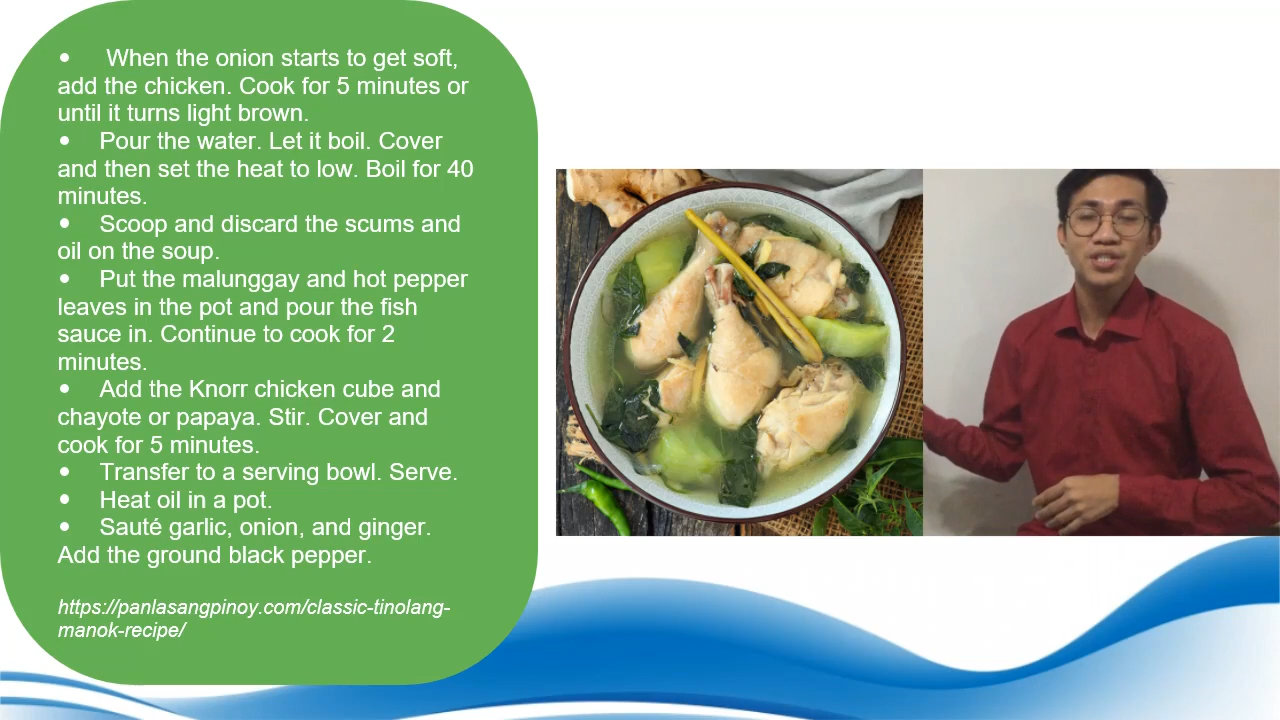 • When the onion starts to get soft,
add the chicken. Cook for 5 minutes or
until it turns light brown.
• Pour the water. Let it boil. Cover
and then set the heat to low. Boil for 40
minutes.
• Scoop and discard the scums and
oil on the soup.
• Put the malunggay and hot pepper
leaves in the pot and pour the fish
sauce in. Continue to cook for 2
minutes.
• Add the Knorr chicken cube and
chayote or papaya. Stir. Cover and
cook for 5 minutes.
• Transfer to a serving bowl. Serve.
• Heat oil in a pot.
• Sauté garlic, onion, and ginger.
Add the ground black pepper.
https://panlasangpinoy.com/classic-tinolang-
manok-recipe/